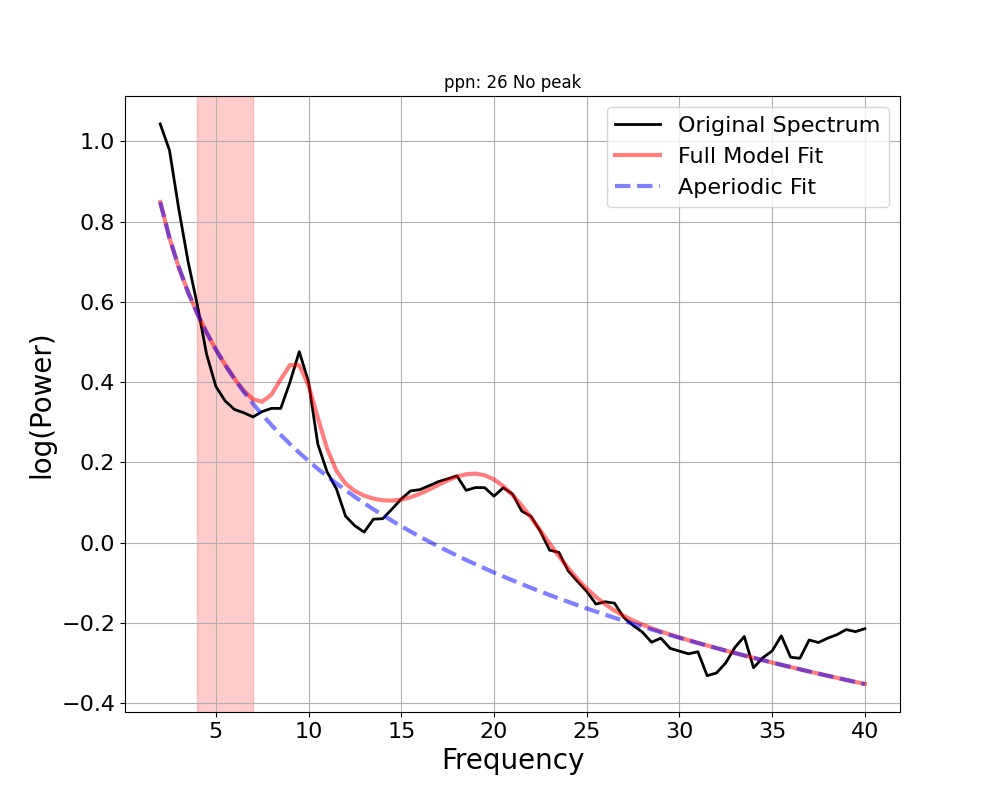 ppn: 26 No peak
Original Spectrum
Full Model Fit
Aperiodic Fit
log(Power)
1.0
0.8
0.6
0.4
0.2
0.0
−0.2
−0.4
5 10 15 20 25 30 35 40
Frequency